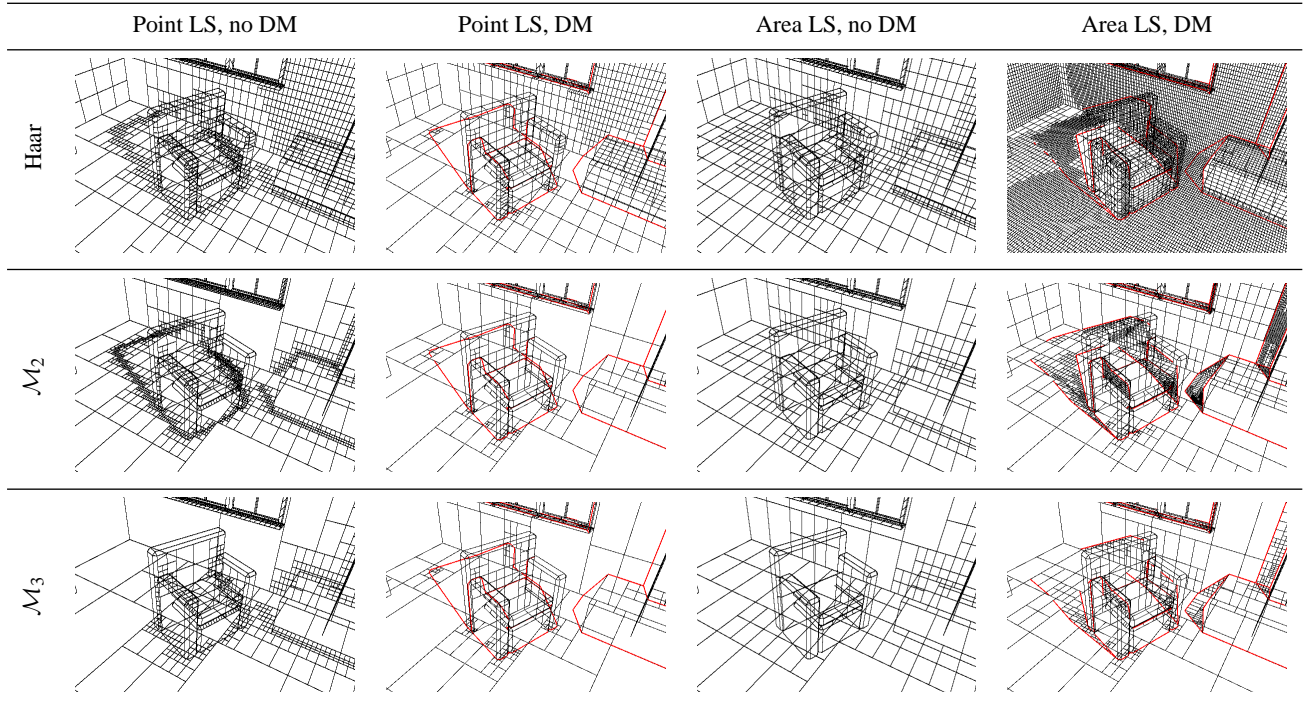 Point LS, no DM
Point LS, DM
Area LS, no DM
Area LS, DM
Haar
ℳ₂
ℳ₃